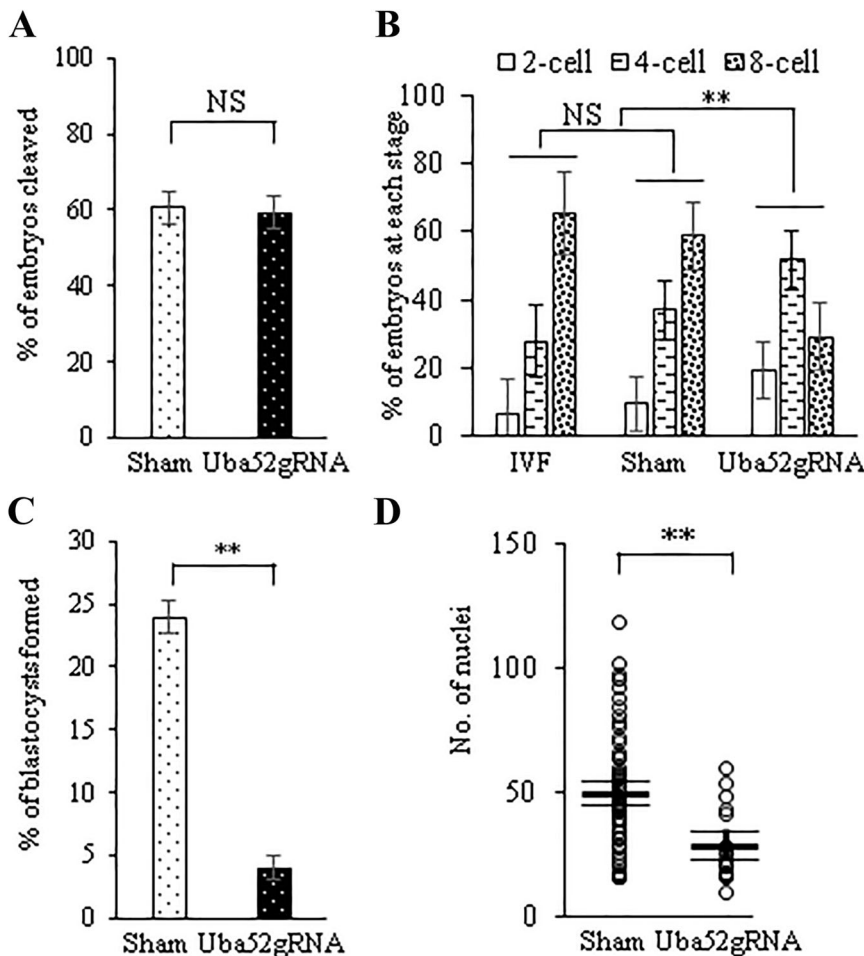 A
% of embryos cleaved
100
80
60
40
20
0
NS
Sham Uba52gRNA
B
2-cell 4-cell 8-cell
% of embryos at each stage
100
80
60
40
20
0
NS
**
IVF Sham Uba52gRNA
C
% of blastocystsformed
30
25
20
15
10
5
0
**
Sham Uba52gRNA
D
No. of nuclei
150
100
50
0
**
Sham Uba52gRNA